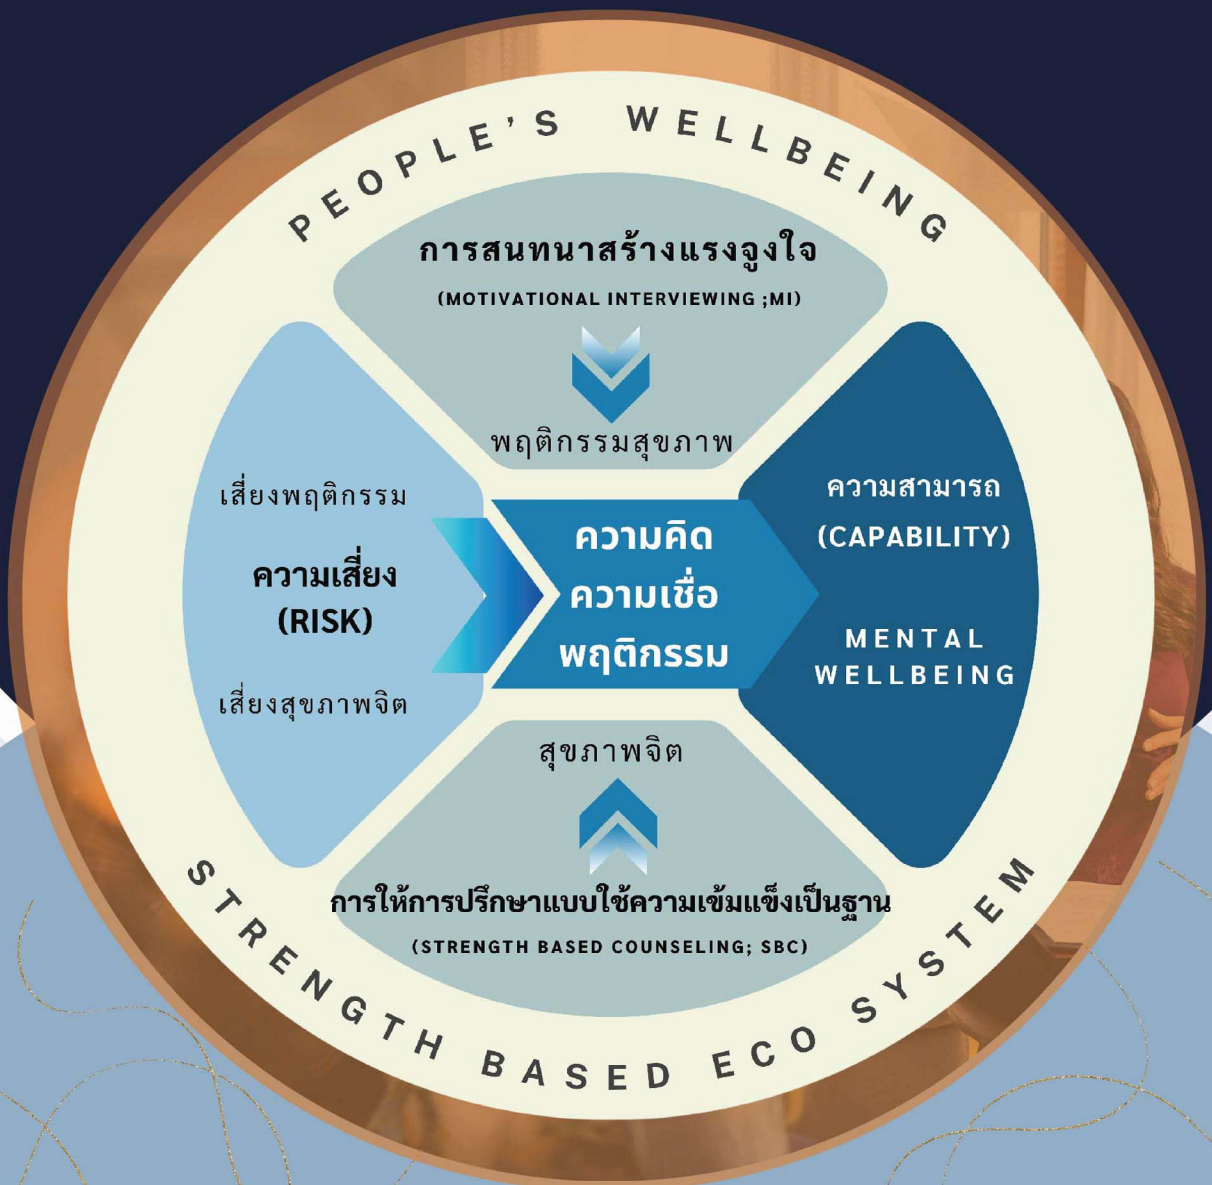 PEOPLE'S WELLBEING
การสนทนาสร้างแรงจูงใจ
(MOTIVATIONAL INTERVIEWING ;MI)
พฤติกรรมสุขภาพ
เสี่ยงพฤติกรรม
ความเสี่ยง
(RISK)
เสี่ยงสุขภาพจิต
ความคิด
ความเชื่อ
พฤติกรรม
ความสามารถ
(CAPABILITY)
MENTAL
WELLBEING
สุขภาพจิต
การให้การปรึกษาแบบใช้ความเข้มแข็งเป็นฐาน
(STRENGTH BASED COUNSELING; SBC)
STRENGTH BASED ECO SYSTEM